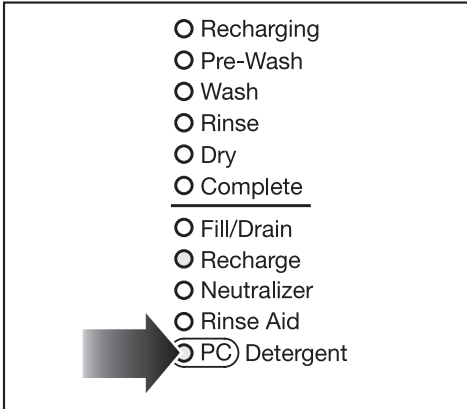 Recharging
Pre-Wash
Wash
Rinse
Dry
Complete
Fill/Drain
Recharge
Neutralizer
Rinse Aid
PC Detergent